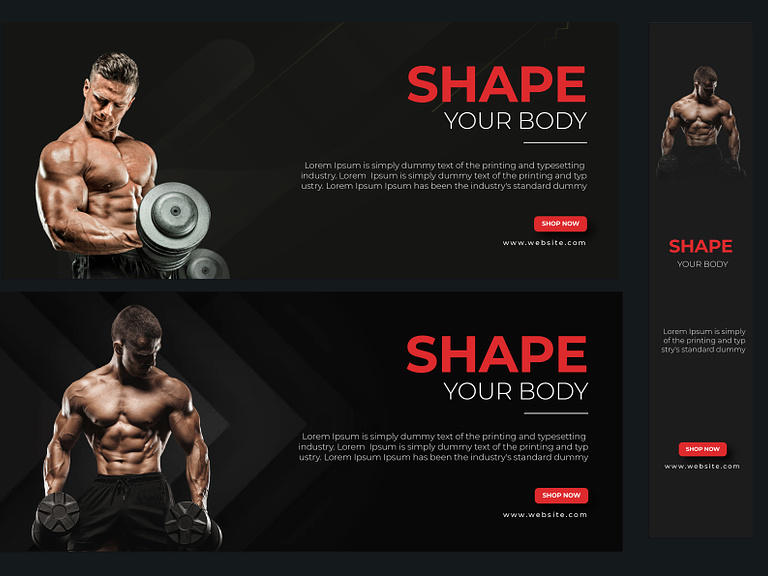 SHAPE
YOUR BODY
Lorem Ipsum is simply dummy text of the printing and typesetting
industry. Lorem Ipsum is simply dummy text of the printing and typ
ustry. Lorem Ipsum Ipsum has been the industry's standard dummy
SHOP NOW
www.website.com
SHAPE
YOUR BODY
Lorem Ipsum is simply dummy text of the printing and typesetting
industry. Lorem Ipsum is simply dummy text of the printing and typ
ustry. Lorem Ipsum Ipsum has been the industry's standard dummy
SHOP NOW
www.website.com
SHAPE
YOUR BODY
Lorem Ipsum is simply
of the printing and typ
stry's standard dummy
SHOP NOW
www.website.com